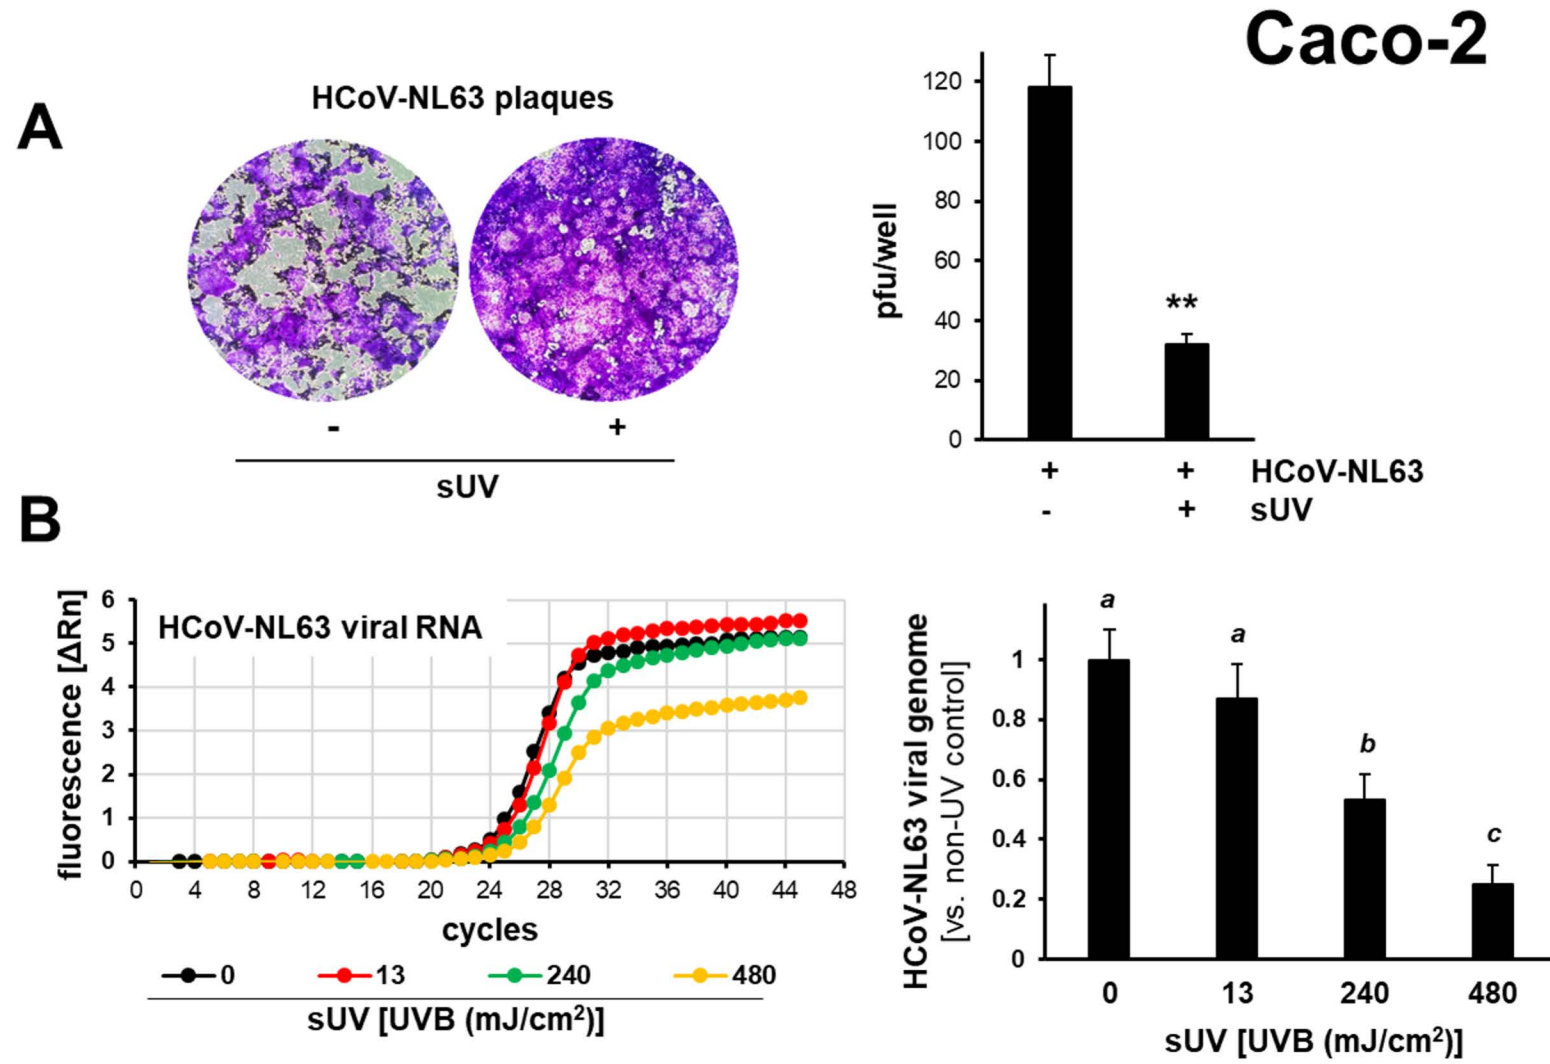 Caco-2
A
HCoV-NL63 plaques
- +
sUV
pfu/well
120
100
80
60
40
20
0
**
+ + HCoV-NL63
- + sUV
B
fluorescence [ΔRn]
6
5
4
3
2
1
0
HCoV-NL63 viral RNA
0 4 8 12 16 20 24 28 32 36 40 44 48
cycles
0 13 240 480
sUV [UVB (mJ/cm²)]
HCoV-NL63 viral genome
[vs. non-UV control]
1
0.8
0.6
0.4
0.2
0
a
a
b
c
0 13 240 480
sUV [UVB (mJ/cm²)]